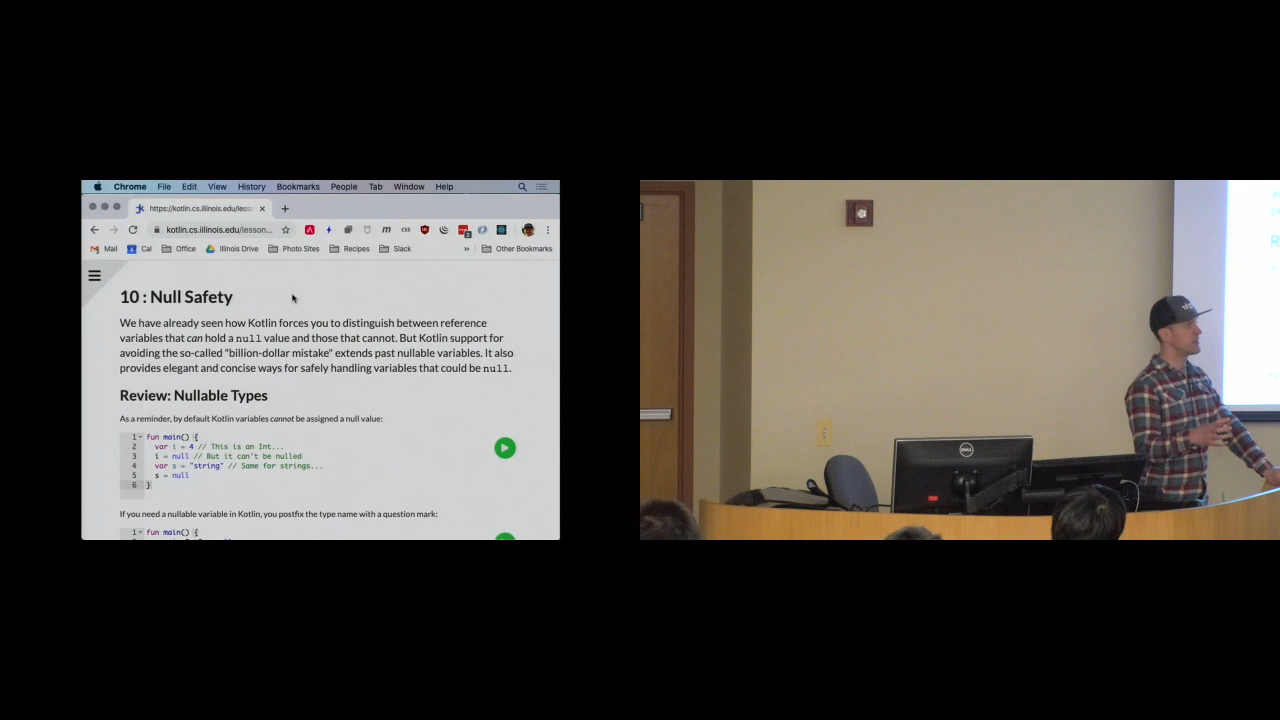 Chrome File Edit View History Bookmarks People Tab Window Help
https://kotlin.cs.illinois.edu/less
kotlin.cs.illinois.edu/lesson...
Mail Cal Office Illinois Drive Photo Sites Recipes Slack » Other Bookmarks
10 : Null Safety
We have already seen how Kotlin forces you to distinguish between reference
variables that can hold a null value and those that cannot. But Kotlin support for
avoiding the so-called "billion-dollar mistake" extends past nullable variables. It also
provides elegant and concise ways for safely handling variables that could be null.
Review: Nullable Types
As a reminder, by default Kotlin variables cannot be assigned a null value:
1 fun main() {
2 var i = 4 // This is an Int...
3 i = null // But it can't be nulled
4 var s = "string" // Same for strings...
5 s = null
6 }
If you need a nullable variable in Kotlin, you postfix the type name with a question mark:
1 fun main() {
DELL